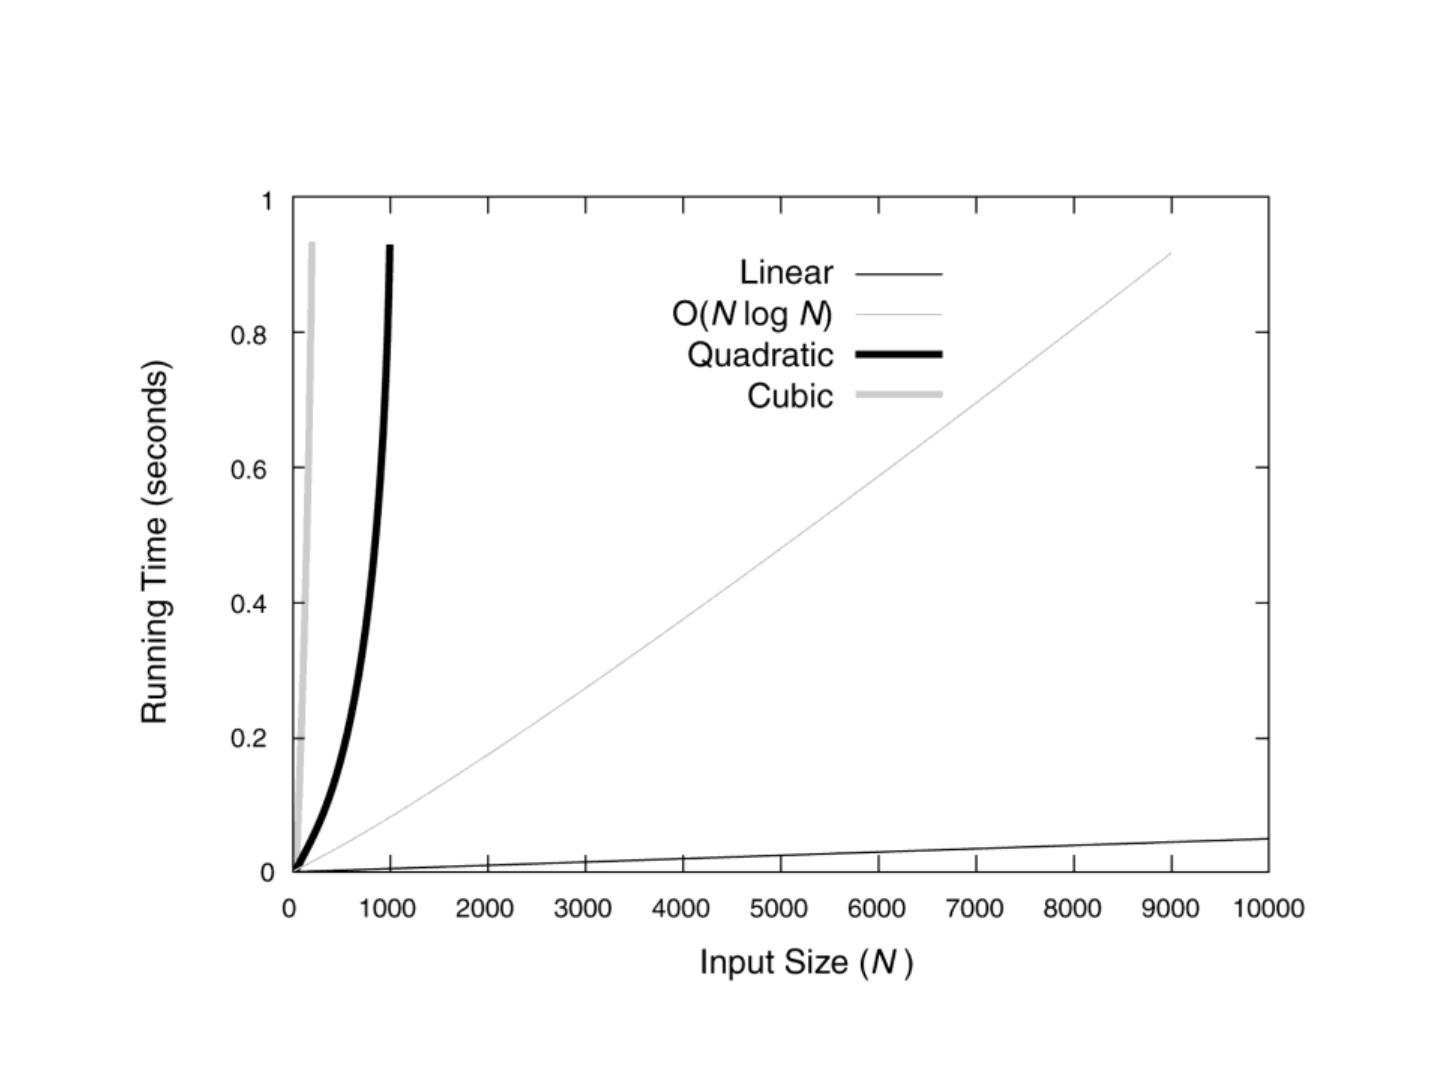 1
0.8
0.6
0.4
0.2
0
Running Time (seconds)
Linear
O(N log N)
Quadratic
Cubic
0 1000 2000 3000 4000 5000 6000 7000 8000 9000 10000
Input Size (N)